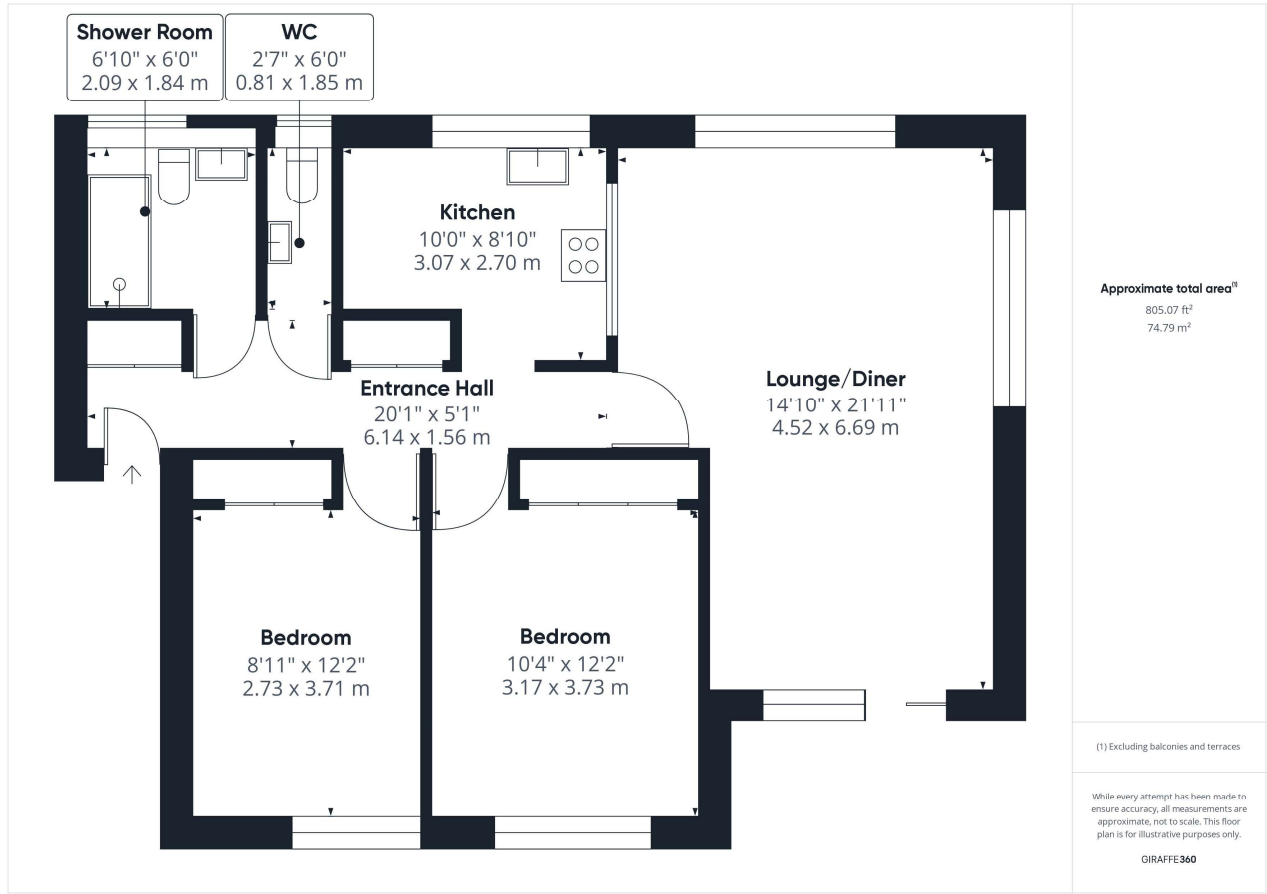 Shower Room
6'10" x 6'0"
2.09 x 1.84 m
WC
2'7" x 6'0"
0.81 x 1.85 m
Kitchen
10'0" x 8'10"
3.07 x 2.70 m
Entrance Hall
20'1" x 5'1"
6.14 x 1.56 m
Lounge/Diner
14'10" x 21'11"
4.52 x 6.69 m
Bedroom
8'11" x 12'2"
2.73 x 3.71 m
Bedroom
10'4" x 12'2"
3.17 x 3.73 m
Approximate total area(1)
805.07 ft²
74.79 m²
(1) Excluding balconies and terraces
While every attempt has been made to
ensure accuracy, all measurements are
approximate, not to scale. This floor
plan is for illustrative purposes only.
GIRAFFE360